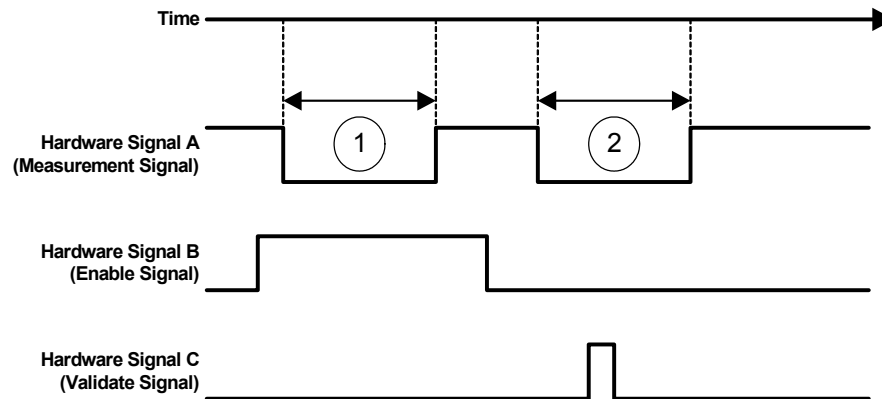 Time
1
2
Hardware Signal A
(Measurement Signal)
Hardware Signal B
(Enable Signal)
Hardware Signal C
(Validate Signal)